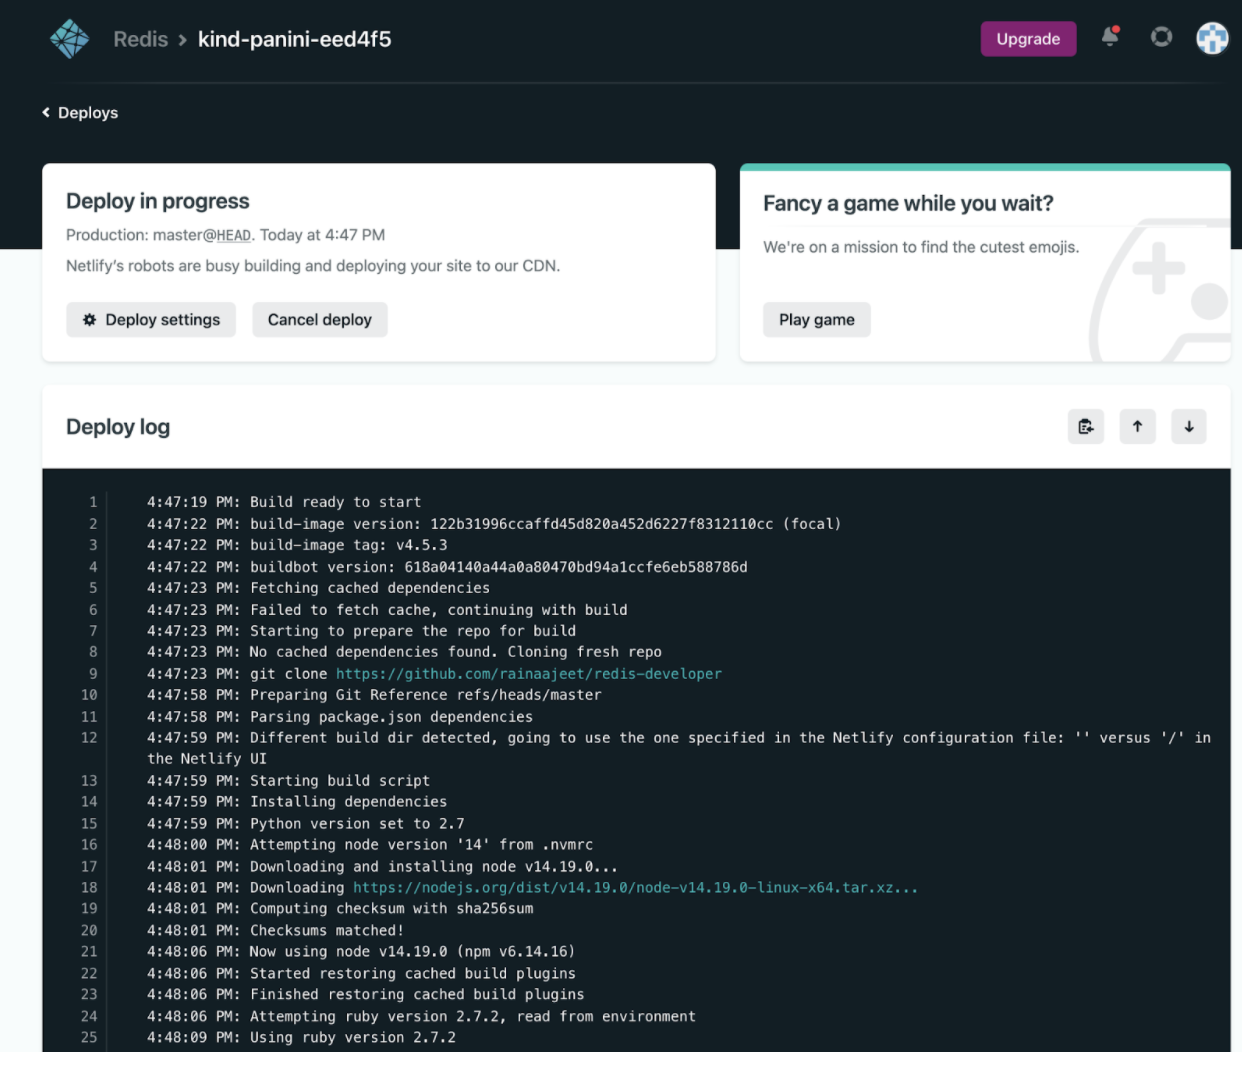 Redis > kind-panini-eed4f5
Upgrade
Deploys
Deploy in progress
Production: master@HEAD. Today at 4:47 PM
Netlify's robots are busy building and deploying your site to our CDN.
Deploy settings
Cancel deploy
Fancy a game while you wait?
We're on a mission to find the cutest emojis.
Play game
Deploy log
1 4:47:19 PM: Build ready to start
2 4:47:22 PM: build-image version: 122b31996ccaffd45d820a452d6227f8312110cc (focal)
3 4:47:22 PM: build-image tag: v4.5.3
4 4:47:22 PM: buildbot version: 618a04140a44a0a80470bd94a1ccfe6eb588786d
5 4:47:23 PM: Fetching cached dependencies
6 4:47:23 PM: Failed to fetch cache, continuing with build
7 4:47:23 PM: Starting to prepare the repo for build
8 4:47:23 PM: No cached dependencies found. Cloning fresh repo
9 4:47:23 PM: git clone https://github.com/rainaajeet/redis-developer
10 4:47:58 PM: Preparing Git Reference refs/heads/master
11 4:47:58 PM: Parsing package.json dependencies
12 4:47:59 PM: Different build dir detected, going to use the one specified in the Netlify configuration file: '' versus '/' in
the Netlify UI
13 4:47:59 PM: Starting build script
14 4:47:59 PM: Installing dependencies
15 4:47:59 PM: Python version set to 2.7
16 4:48:00 PM: Attempting node version '14' from .nvmrc
17 4:48:01 PM: Downloading and installing node v14.19.0...
18 4:48:01 PM: Downloading https://nodejs.org/dist/v14.19.0/node-v14.19.0-linux-x64.tar.xz...
19 4:48:01 PM: Computing checksum with sha256sum
20 4:48:01 PM: Checksums matched!
21 4:48:06 PM: Now using node v14.19.0 (npm v6.14.16)
22 4:48:06 PM: Started restoring cached build plugins
23 4:48:06 PM: Finished restoring cached build plugins
24 4:48:06 PM: Attempting ruby version 2.7.2, read from environment
25 4:48:09 PM: Using ruby version 2.7.2